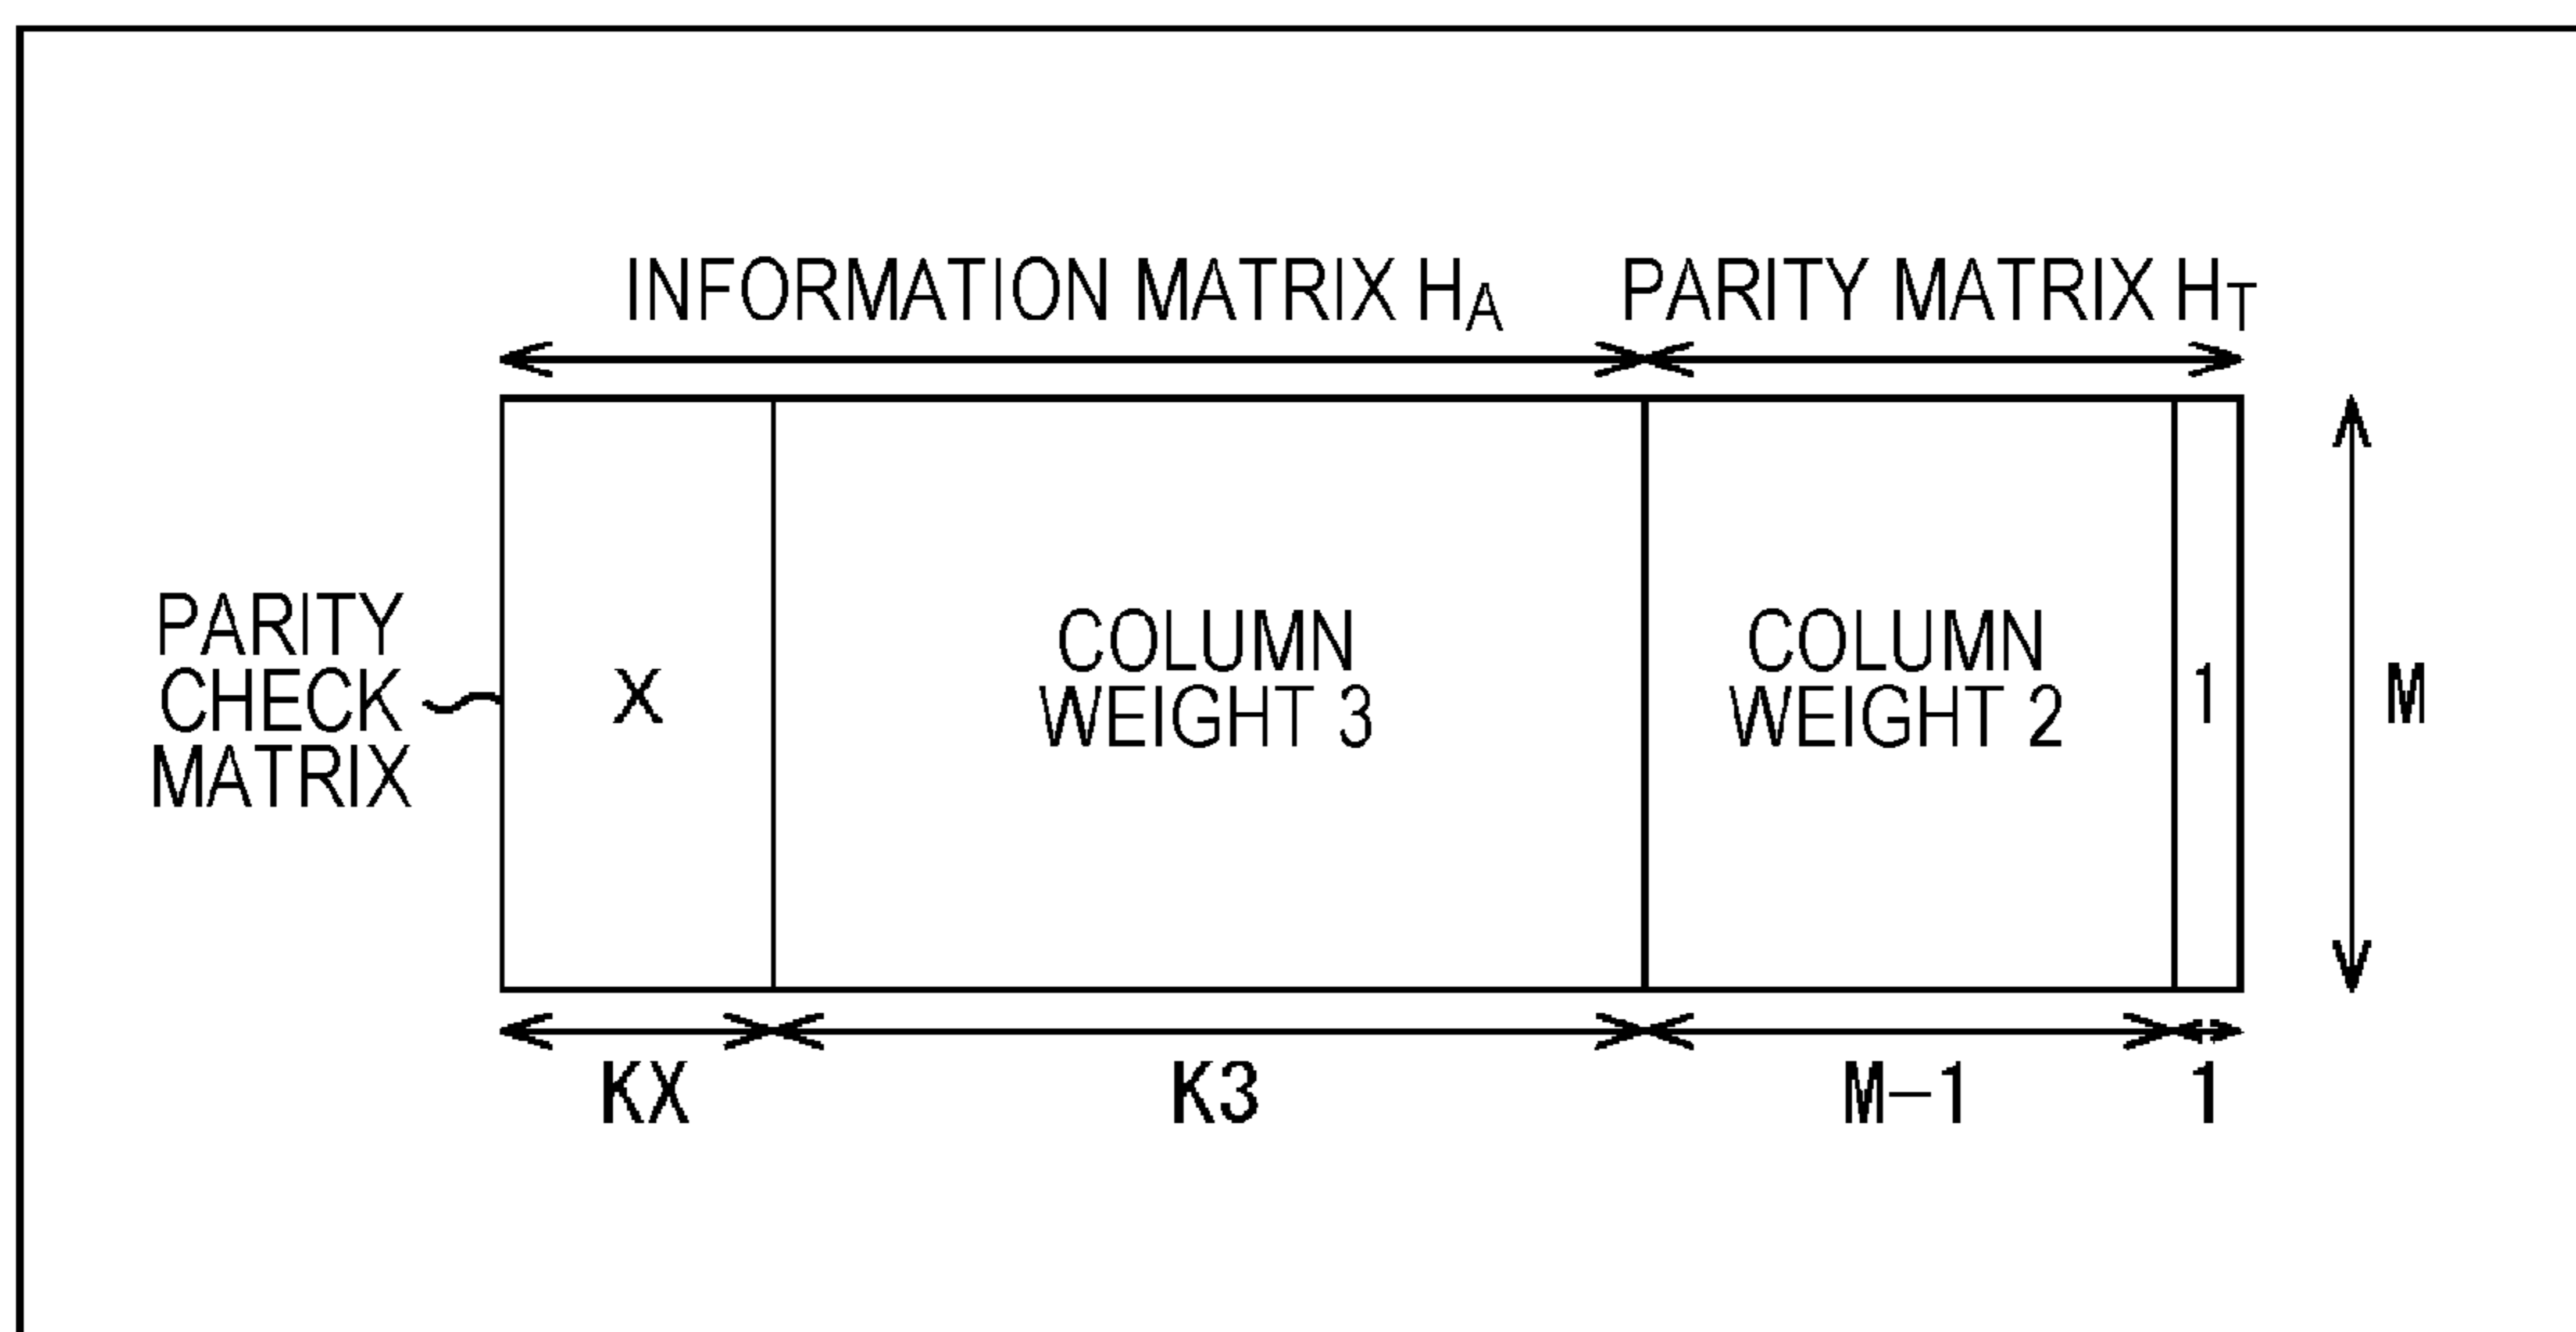 INFORMATION MATRIX HA
PARITY MATRIX HT
PARITY
CHECK
MATRIX
X
COLUMN
WEIGHT 3
COLUMN
WEIGHT 2
1
M
KX
K3
M-1
1